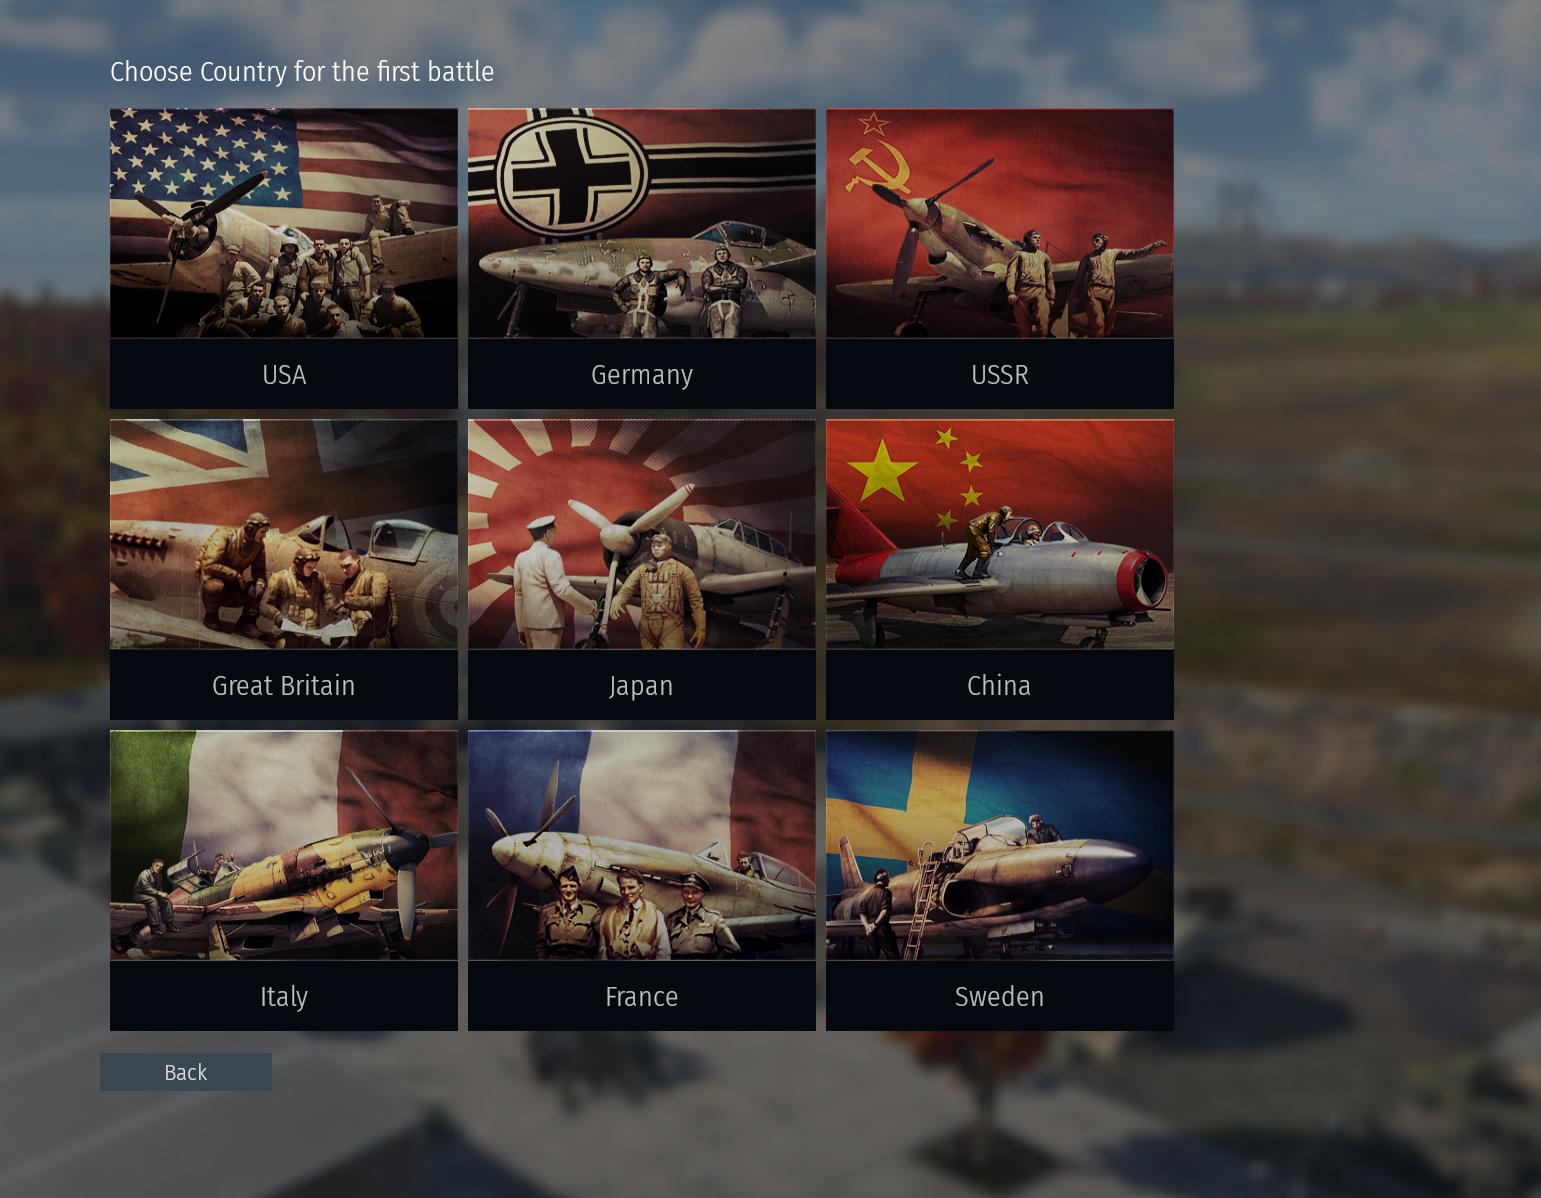 Choose Country for the first battle
USA
Germany
USSR
Great Britain
Japan
China
Italy
France
Sweden
Back